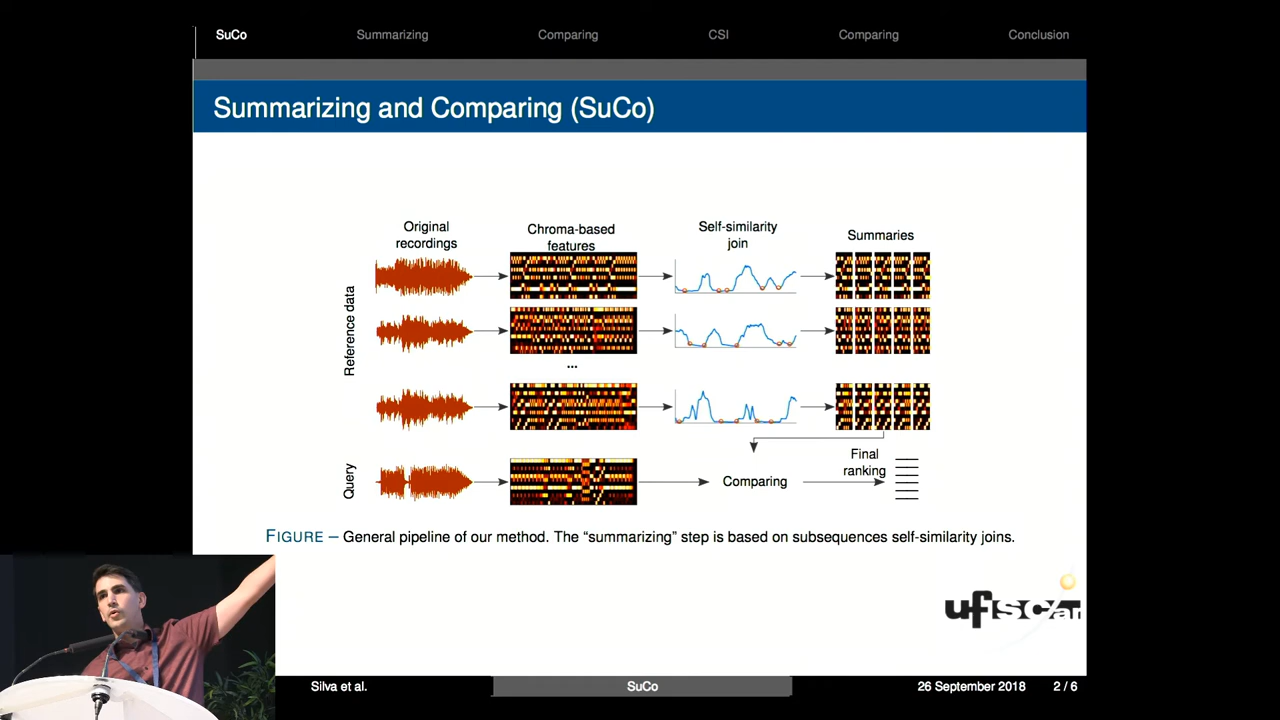 SuCo Summarizing Comparing CSI Comparing Conclusion
Summarizing and Comparing (SuCo)
Original
recordings
Chroma-based
features
Self-similarity
join
Summaries
Reference data
...
Query
Comparing
Final
ranking
FIGURE – General pipeline of our method. The “summarizing” step is based on subsequences self-similarity joins.
ufscar
Silva et al. SuCo 26 September 2018 2 / 6